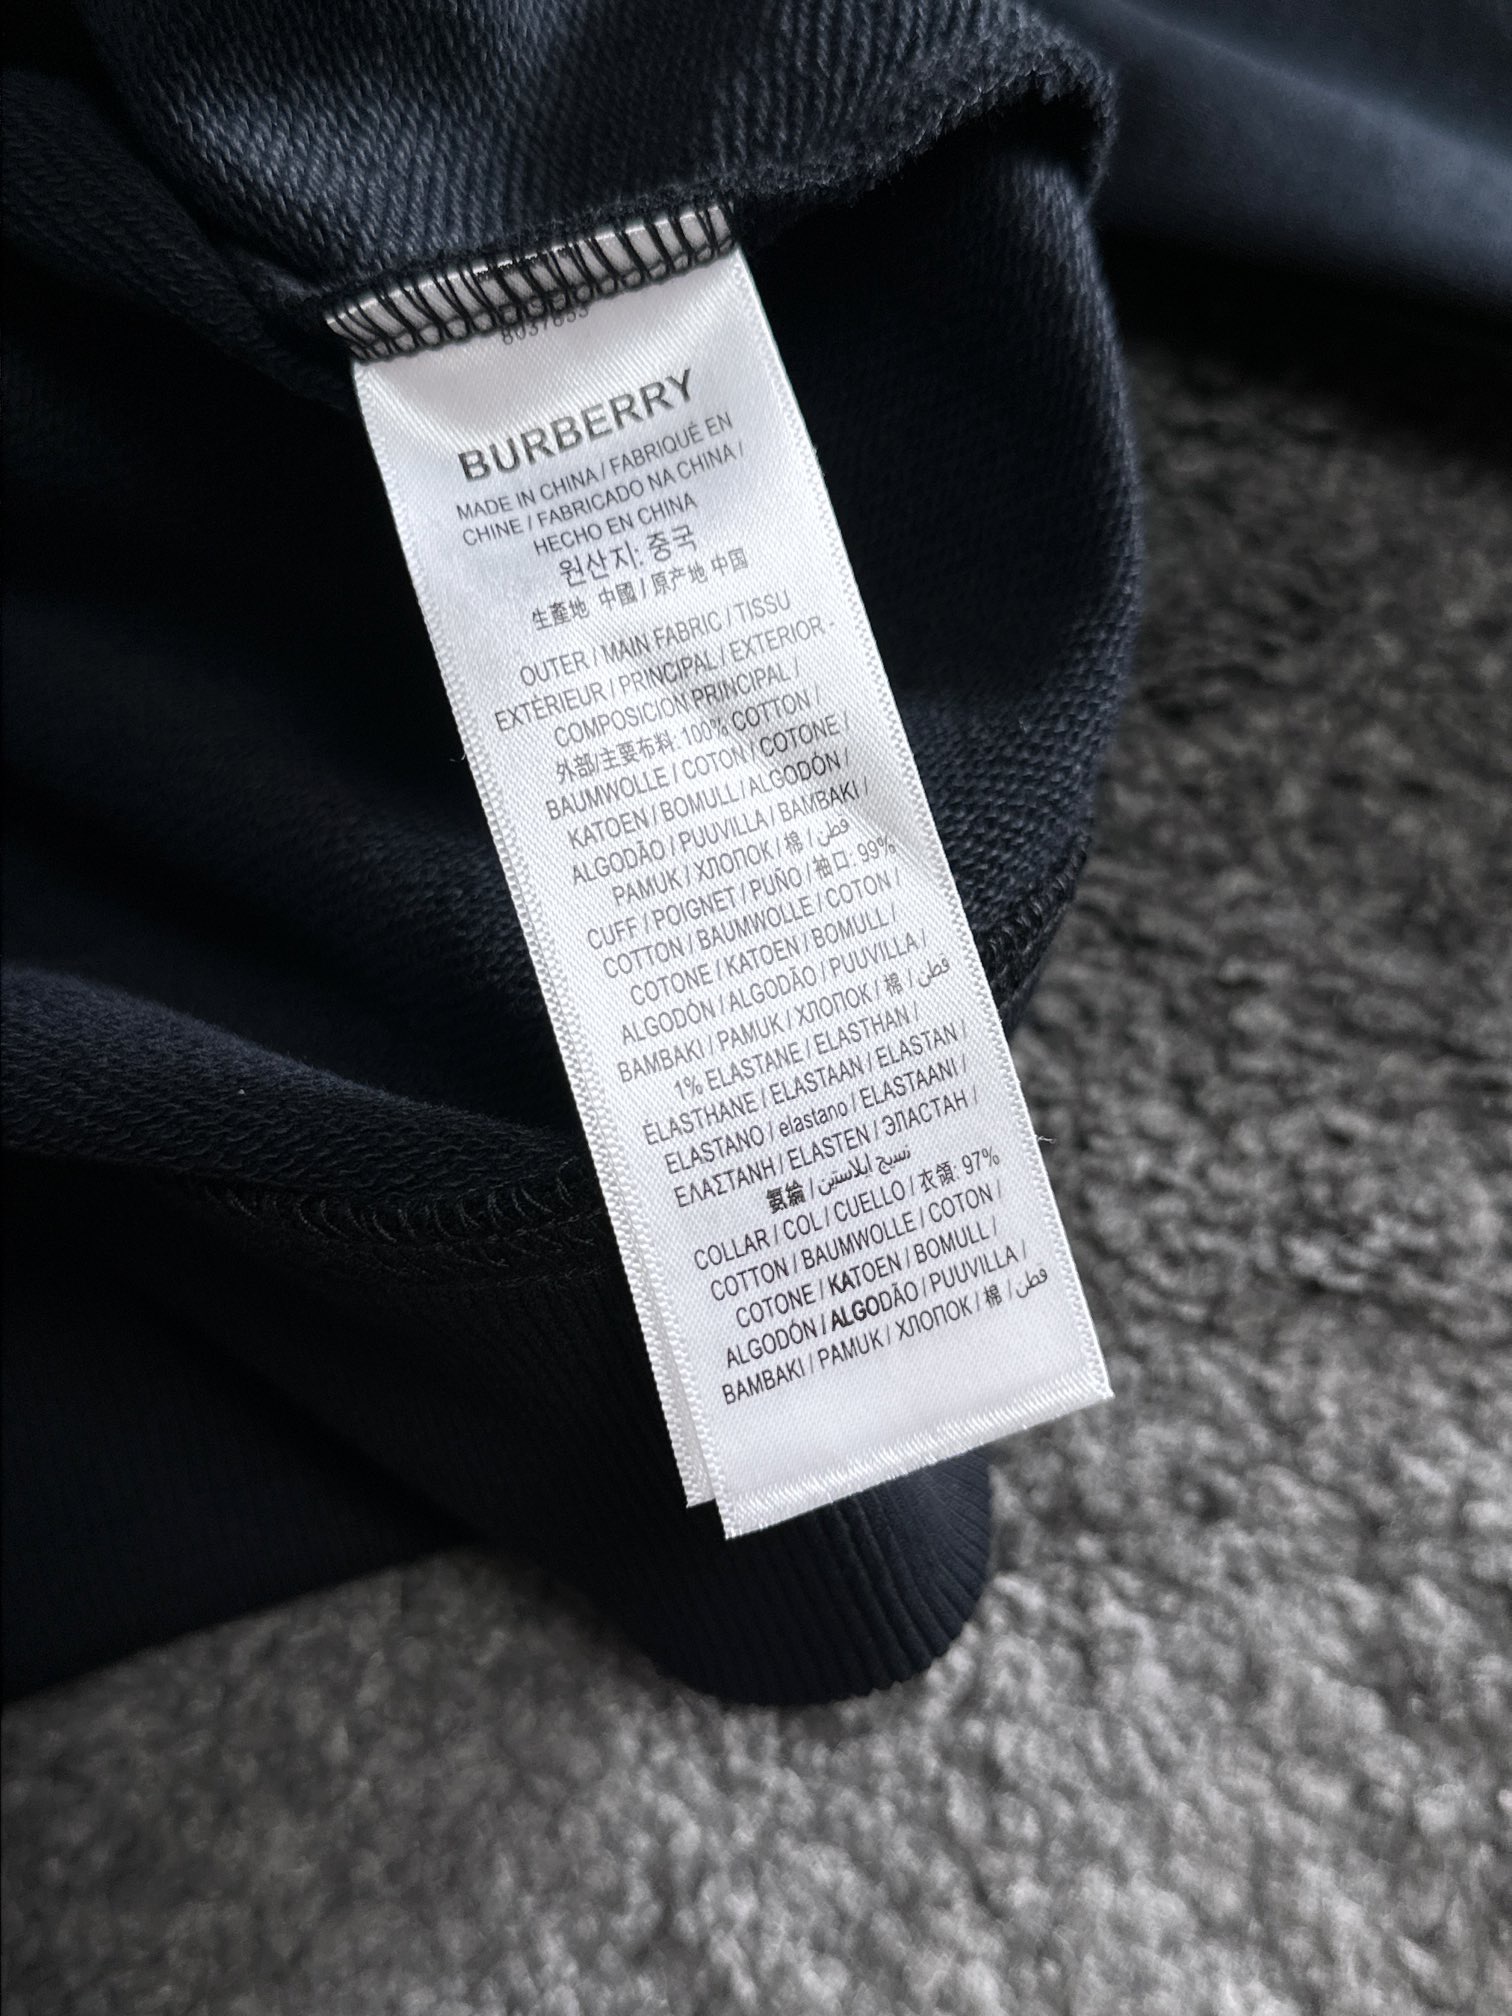 8037833
BURBERRY
MADE IN CHINA / FABRIQUÉ EN
CHINE / FABRICADO NA CHINA /
HECHO EN CHINA
원산지: 중국
生產地 中國 / 原产地 中国
OUTER / MAIN FABRIC / TISSU
EXTÉRIEUR / PRINCIPAL / EXTERIOR -
COMPOSICIÓN PRINCIPAL /
外部/主要布料: 100% COTTON /
BAUMWOLLE / COTON / COTONE /
KATOEN / BOMULL / ALGODÓN /
ALGODÃO / PUUVILLA / BAMBAKI /
PAMUK / ХЛОПОК / 棉 / قطن
CUFF / POIGNET / PUÑO / 袖口: 99%
COTTON / BAUMWOLLE / COTON /
COTONE / KATOEN / BOMULL /
ALGODÓN / ALGODÃO / PUUVILLA /
BAMBAKI / PAMUK / ХЛОПОК / 棉 / قطن
1% ELASTANE / ELASTHAN /
ÉLASTHANE / ELASTAAN / ELASTAN /
ELASTANO / elastano / ELASTAANI /
ΕΛΑΣΤΑΝΗ / ELASTEN / ЭЛАСТАН /
氨綸 / نسيج ايلاستين
COLLAR / COL / CUELLO / 衣領: 97%
COTTON / BAUMWOLLE / COTON /
COTONE / KATOEN / BOMULL /
ALGODÓN / ALGODÃO / PUUVILLA /
BAMBAKI / PAMUK / ХЛОПОК / 棉 / قطن